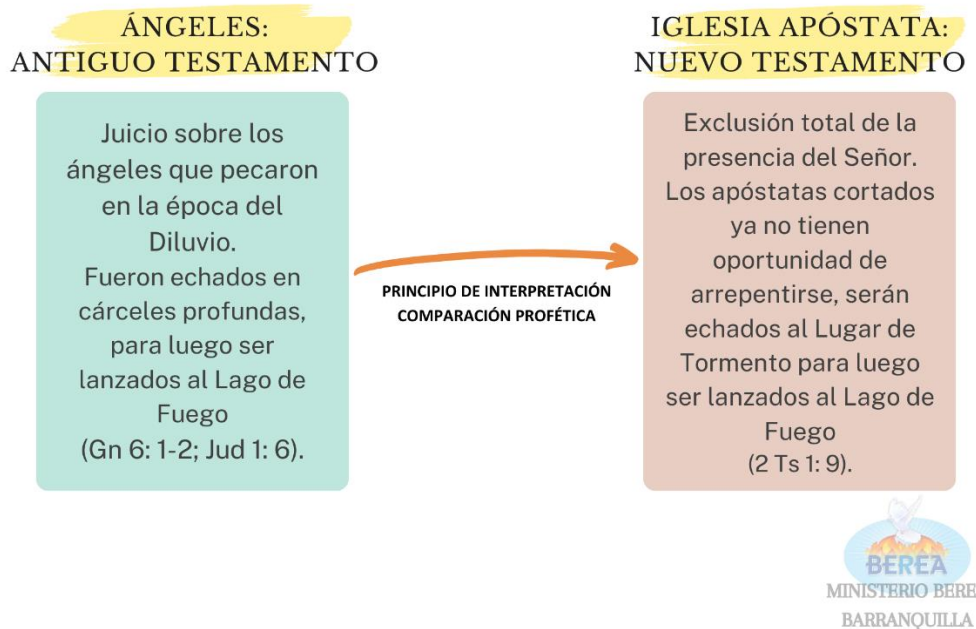 ÁNGELES:
ANTIGUO TESTAMENTO
Juicio sobre los
ángeles que pecaron
en la época del
Diluvio.
Fueron echados en
cárceles profundas,
para luego ser
lanzados al Lago de
Fuego
(Gn 6: 1-2; Jud 1: 6).
PRINCIPIO DE INTERPRETACIÓN
COMPARACIÓN PROFÉTICA
IGLESIA APÓSTATA:
NUEVO TESTAMENTO
Exclusión total de la
presencia del Señor.
Los apóstatas cortados
ya no tienen
oportunidad de
arrepentirse, serán
echados al Lugar de
Tormento para luego
ser lanzados al Lago de
Fuego
(2 Ts 1: 9).
BEREA
MINISTERIO BERE
BARRANQUILLA